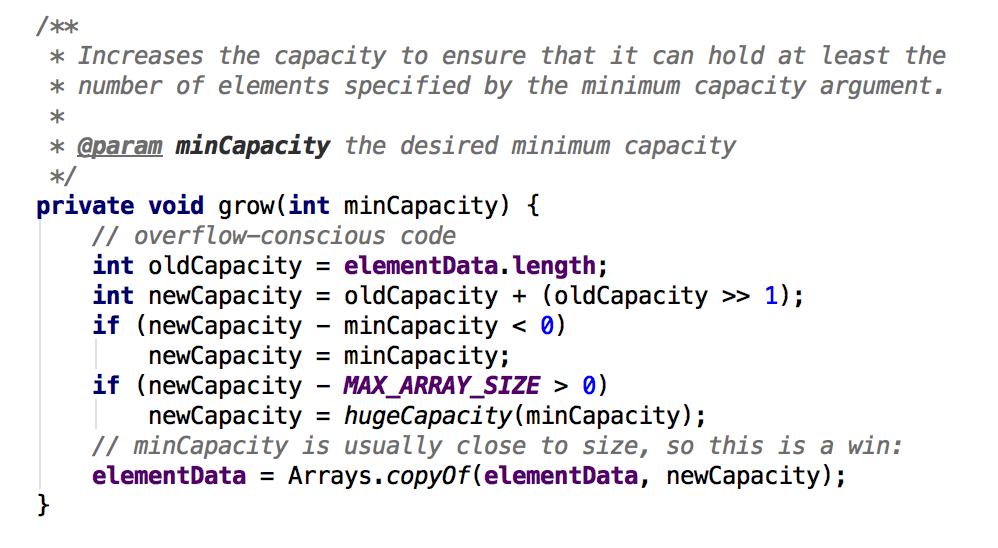 /**
 * Increases the capacity to ensure that it can hold at least the
 * number of elements specified by the minimum capacity argument.
 *
 * @param minCapacity the desired minimum capacity
 */
private void grow(int minCapacity) {
    // overflow-conscious code
    int oldCapacity = elementData.length;
    int newCapacity = oldCapacity + (oldCapacity >> 1);
    if (newCapacity - minCapacity < 0)
        newCapacity = minCapacity;
    if (newCapacity - MAX_ARRAY_SIZE > 0)
        newCapacity = hugeCapacity(minCapacity);
    // minCapacity is usually close to size, so this is a win:
    elementData = Arrays.copyOf(elementData, newCapacity);
}